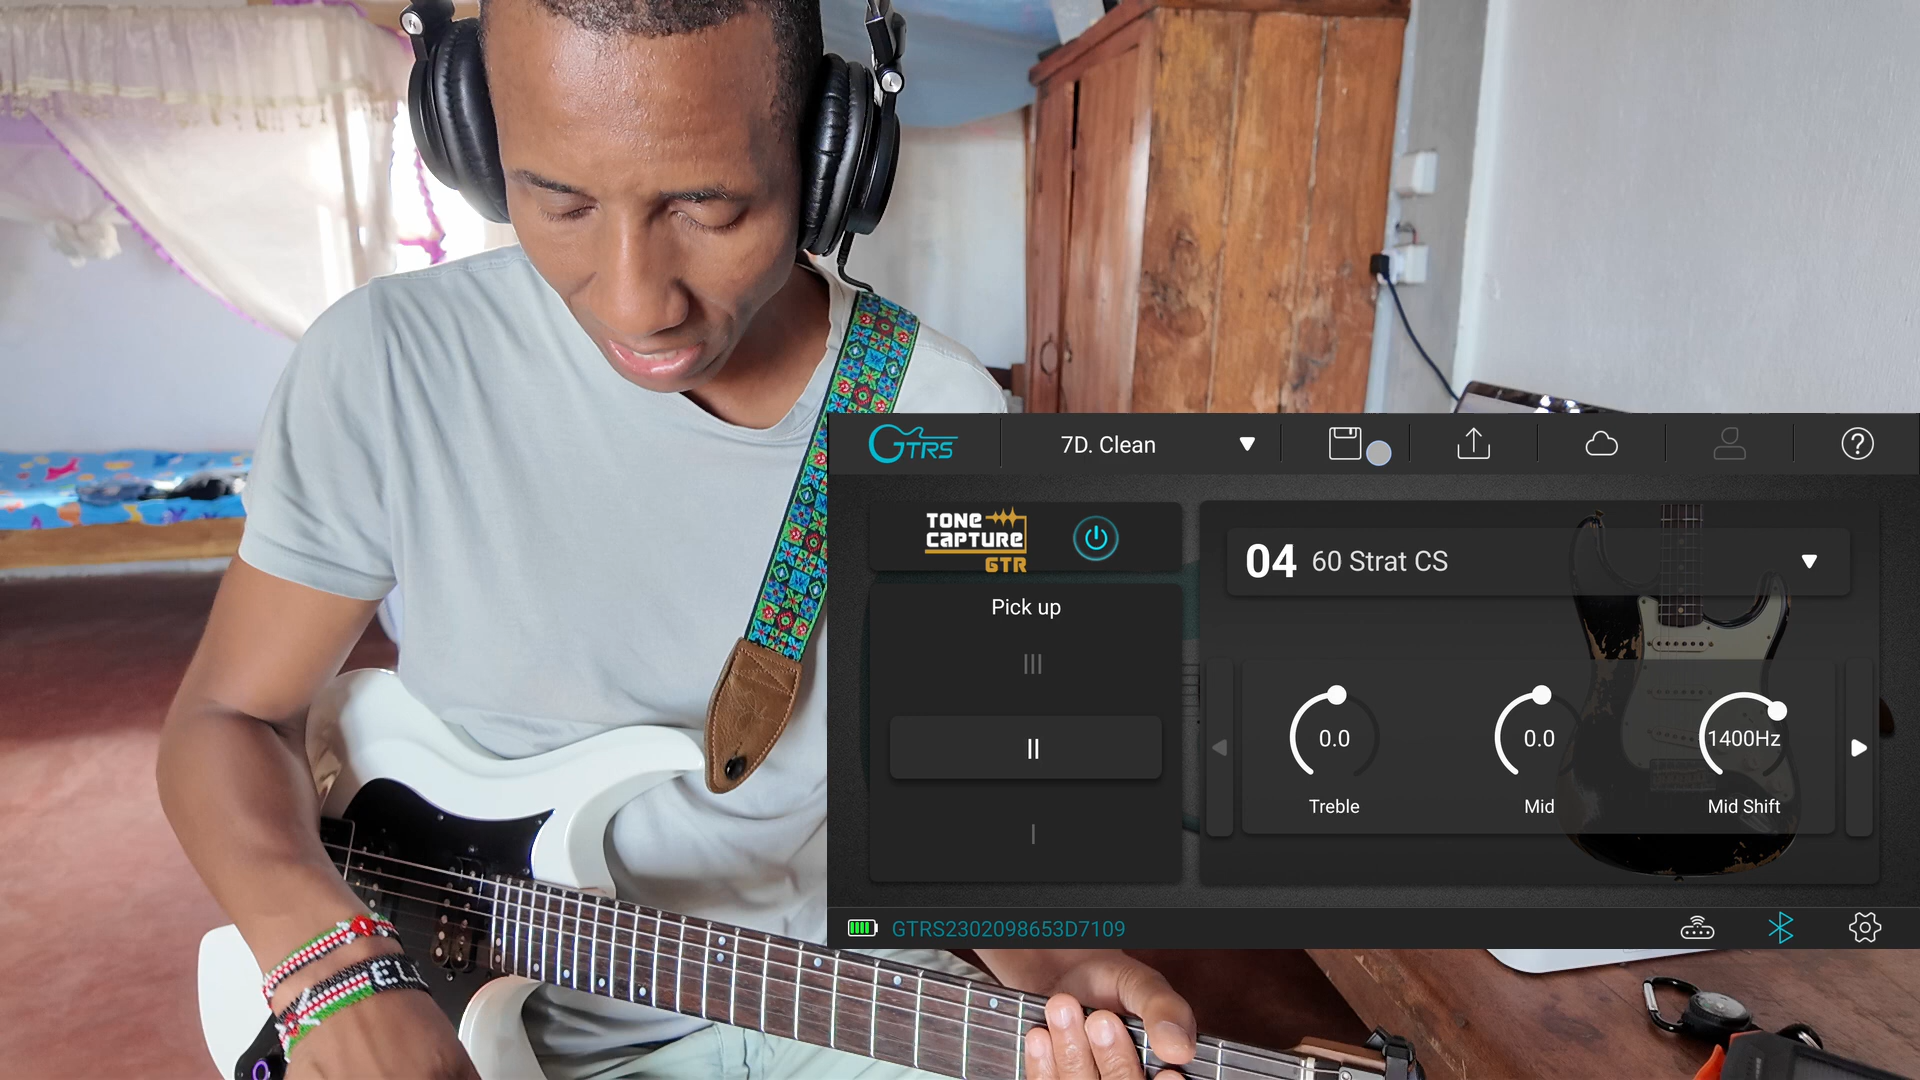 GTRS
7D. Clean
TONE
CAPTURE
GTR
04 60 Strat CS
Pick up
III
II
I
0.0
0.0
1400Hz
Treble
Mid
Mid Shift
GTRS2302098653D7109